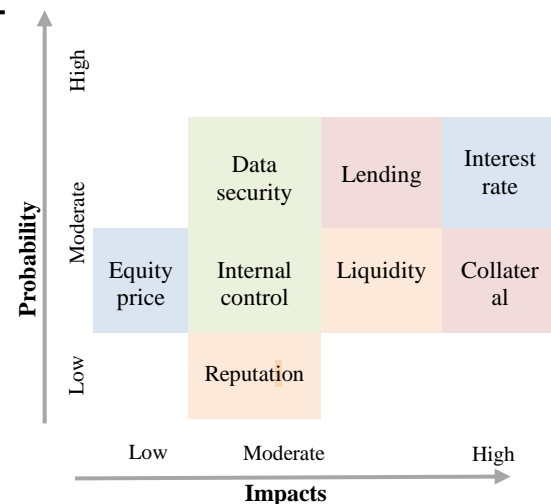 High
Data
security
Lending
Interest
rate
Moderate
Probability
Equity
price
Internal
control
Liquidity
Collater
al
Low
Reputation
Low
Moderate
High
Impacts